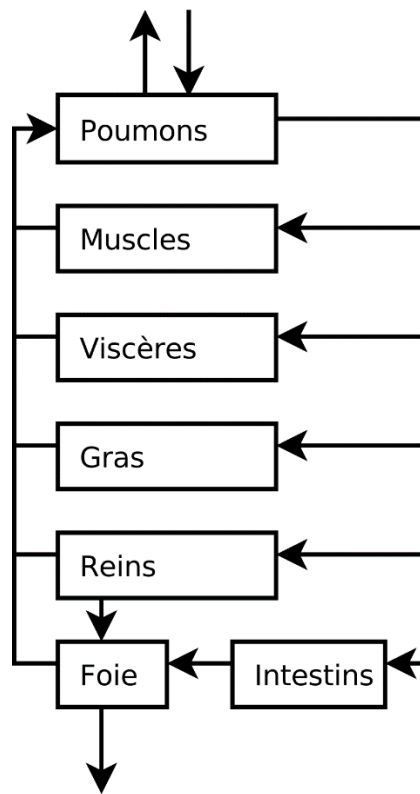 Poumons
Muscles
Viscères
Gras
Reins
Foie
Intestins